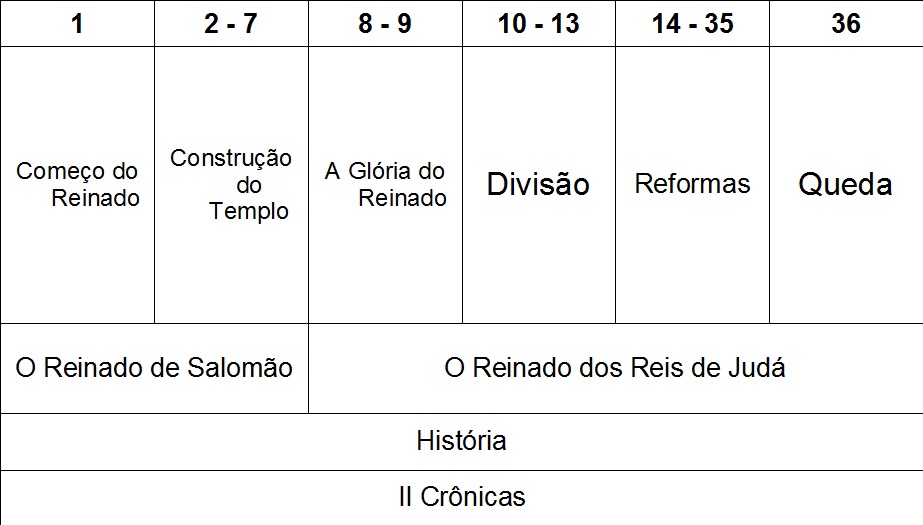 1
2 - 7
8 - 9
10 - 13
14 - 35
36
Começo do
Reinado
Construção
do
Templo
A Glória do
Reinado
Divisão
Reformas
Queda
O Reinado de Salomão
O Reinado dos Reis de Judá
História
II Crônicas